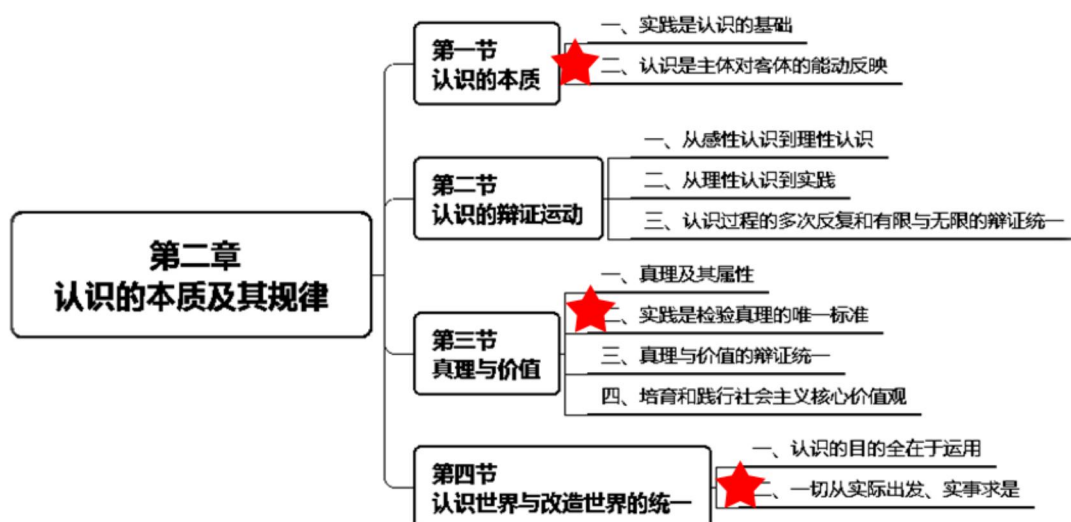 第二章
认识的本质及其规律
第一节
认识的本质
一、实践是认识的基础
二、认识是主体对客体的能动反映
第二节
认识的辩证运动
一、从感性认识到理性认识
二、从理性认识到实践
三、认识过程的多次反复和有限与无限的辩证统一
第三节
真理与价值
一、真理及其属性
二、实践是检验真理的唯一标准
三、真理与价值的辩证统一
四、培育和践行社会主义核心价值观
第四节
认识世界与改造世界的统一
一、认识的目的全在于运用
二、一切从实际出发、实事求是